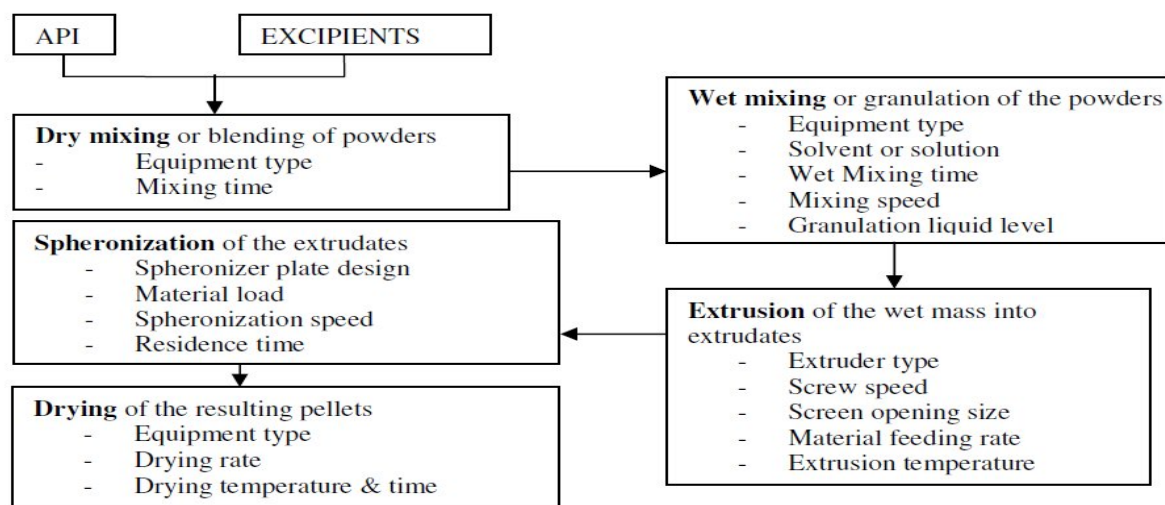 API
EXCIPIENTS
Dry mixing or blending of powders
- Equipment type
- Mixing time
Wet mixing or granulation of the powders
- Equipment type
- Solvent or solution
- Wet Mixing time
- Mixing speed
- Granulation liquid level
Extrusion of the wet mass into
extrudates
- Extruder type
- Screw speed
- Screen opening size
- Material feeding rate
- Extrusion temperature
Spheronization of the extrudates
- Spheronizer plate design
- Material load
- Spheronization speed
- Residence time
Drying of the resulting pellets
- Equipment type
- Drying rate
- Drying temperature & time